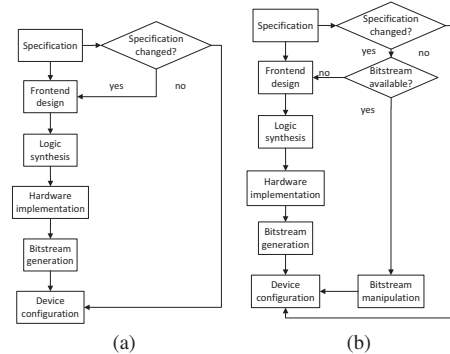 Specification
Specification
changed?
yes
no
Frontend
design
Logic
synthesis
Hardware
implementation
Bitstream
generation
Device
configuration
(a)
Specification
Specification
changed?
yes
no
Frontend
design
no
Bitstream
available?
yes
Logic
synthesis
Hardware
implementation
Bitstream
generation
Device
configuration
Bitstream
manipulation
(b)